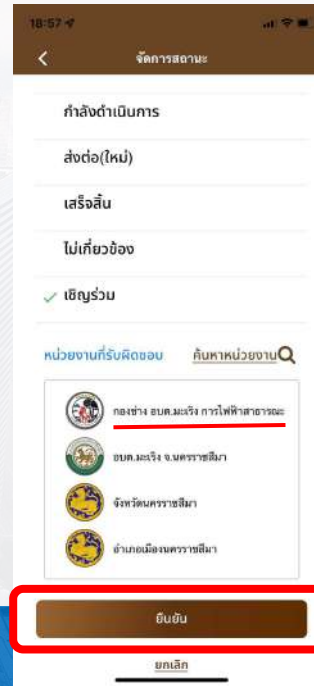 18:57
จัดการสถานะ
กำลังดำเนินการ
ส่งต่อ(ใหม่)
เสร็จสิ้น
ไม่เกี่ยวข้อง
เชิญร่วม
หน่วยงานที่รับผิดชอบ ค้นหาหน่วยงาน
กองช่าง อบต.มะเริง การไฟฟ้าสาธารณะ
อบต.มะเริง จ.นครราชสีมา
จังหวัดนครราชสีมา
อำเภอเมืองนครราชสีมา
ยืนยัน
ยกเลิก